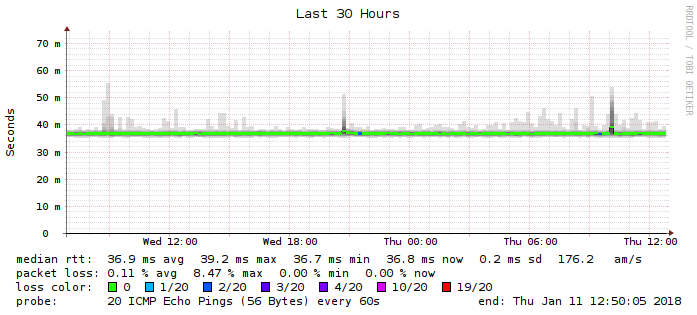 Last 30 Hours
RRDTOOL / TOBI OETIKER
Seconds
70 m
60 m
50 m
40 m
30 m
20 m
10 m
0
Wed 12:00 Wed 18:00 Thu 00:00 Thu 06:00 Thu 12:00
median rtt: 36.9 ms avg 39.2 ms max 36.7 ms min 36.8 ms now 0.2 ms sd 176.2 am/s
packet loss: 0.11 % avg 8.47 % max 0.00 % min 0.00 % now
loss color: 0 1/20 2/20 3/20 4/20 10/20 19/20
probe: 20 ICMP Echo Pings (56 Bytes) every 60s end: Thu Jan 11 12:50:05 2018